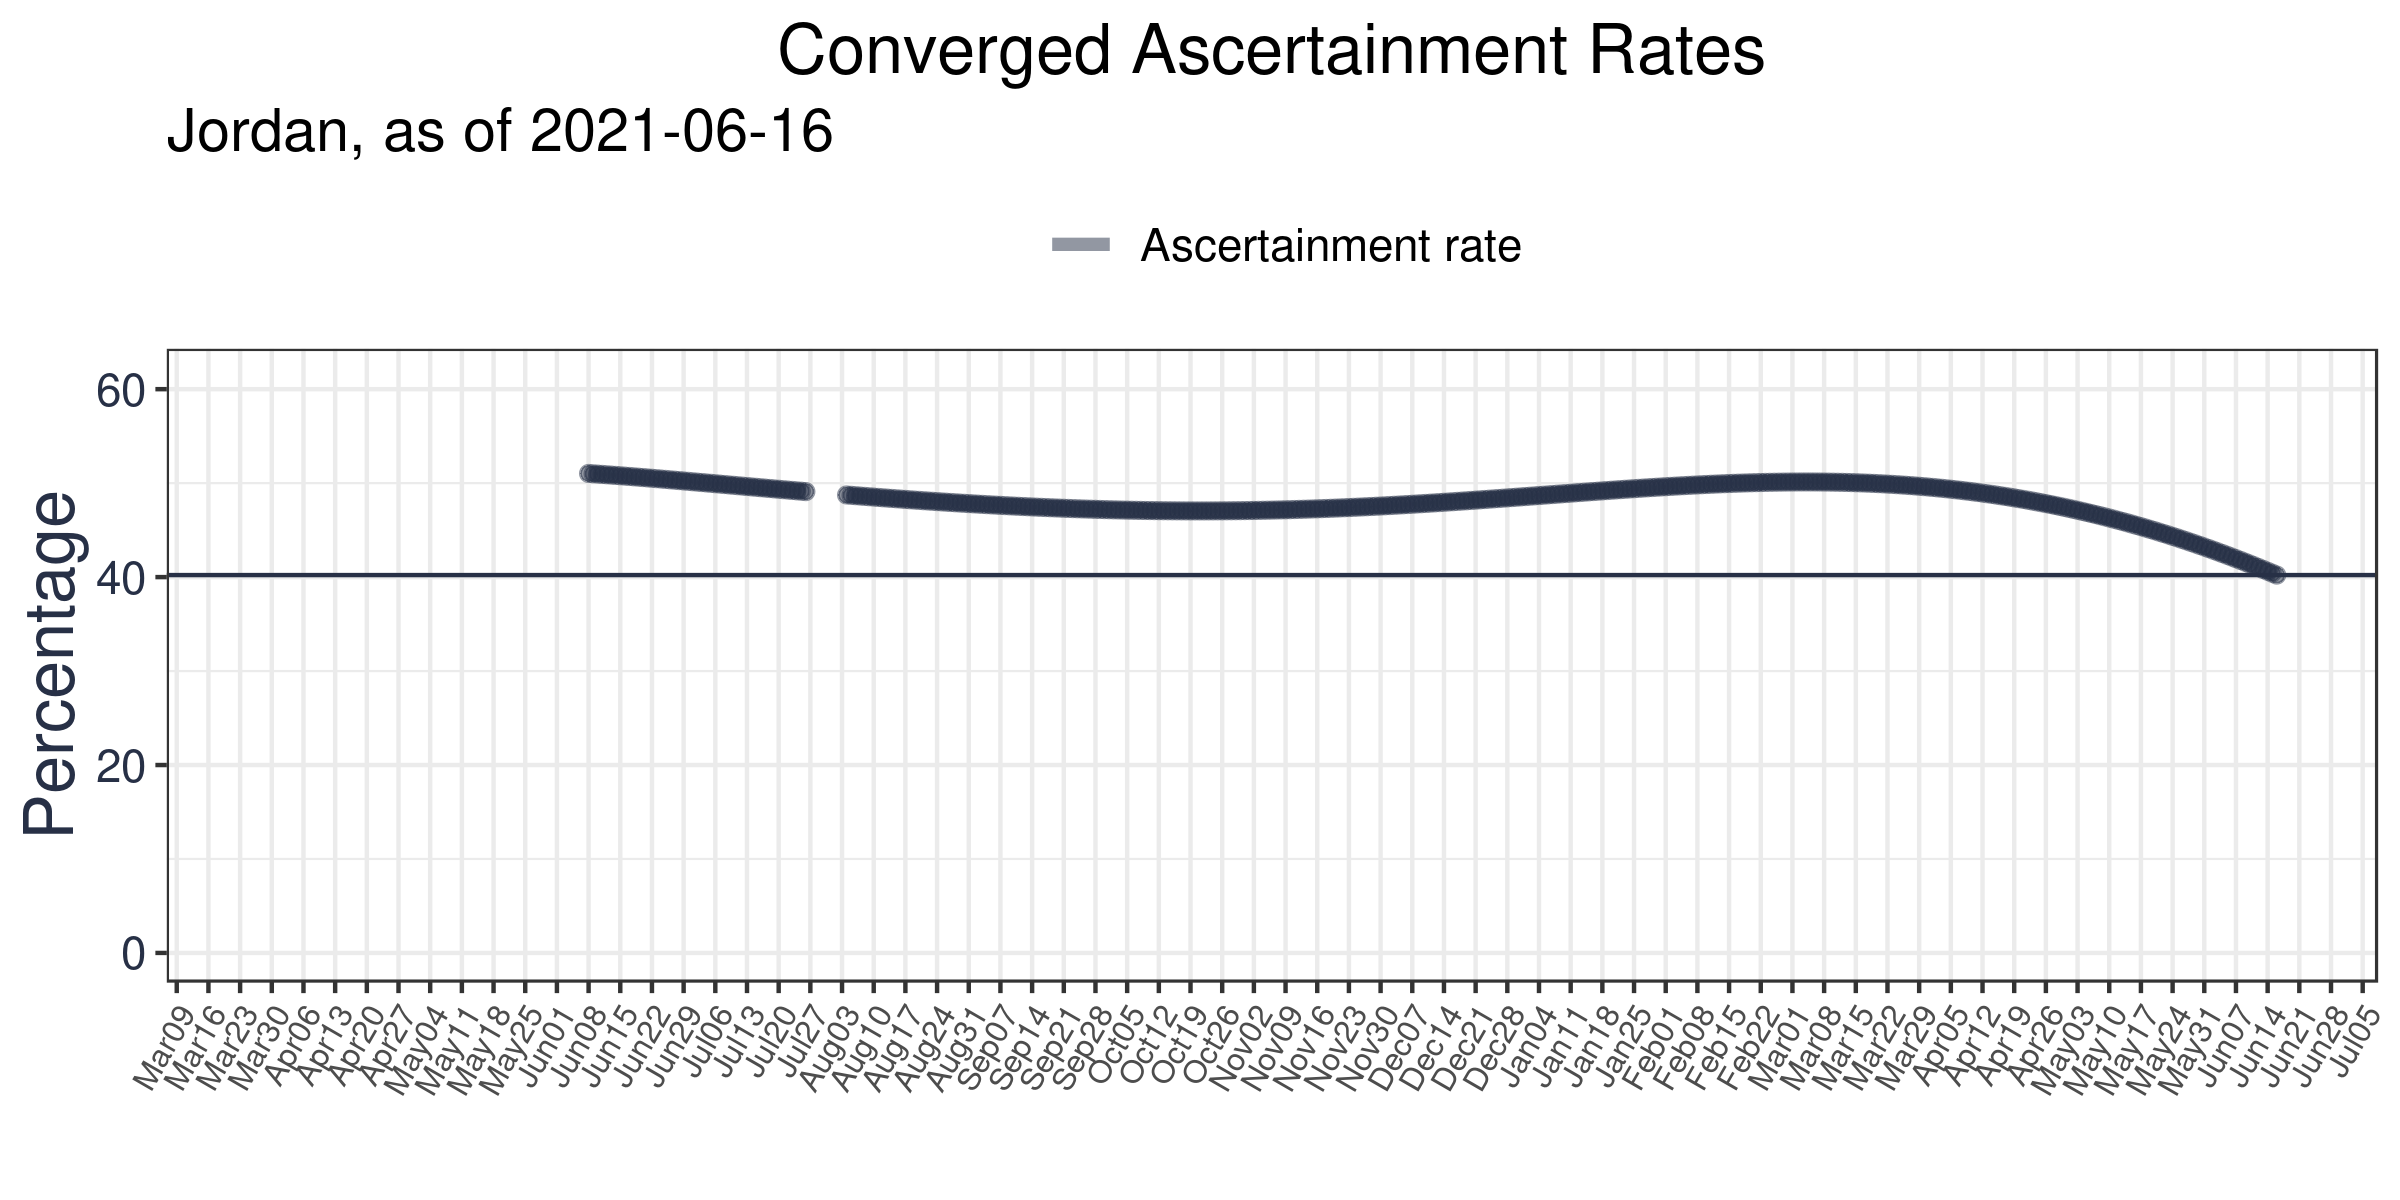 Converged Ascertainment Rates
Jordan, as of 2021-06-16
Ascertainment rate
Percentage
60
40
20
0
Mar09
Mar16
Mar23
Mar30
Apr06
Apr13
Apr20
Apr27
May04
May11
May18
May25
Jun01
Jun08
Jun15
Jun22
Jun29
Jul06
Jul13
Jul20
Jul27
Aug03
Aug10
Aug17
Aug24
Aug31
Sep07
Sep14
Sep21
Sep28
Oct05
Oct12
Oct19
Oct26
Nov02
Nov09
Nov16
Nov23
Nov30
Dec07
Dec14
Dec21
Dec28
Jan04
Jan11
Jan18
Jan25
Feb01
Feb08
Feb15
Feb22
Mar01
Mar08
Mar15
Mar22
Mar29
Apr05
Apr12
Apr19
Apr26
May03
May10
May17
May24
May31
Jun07
Jun14
Jun21
Jun28
Jul05